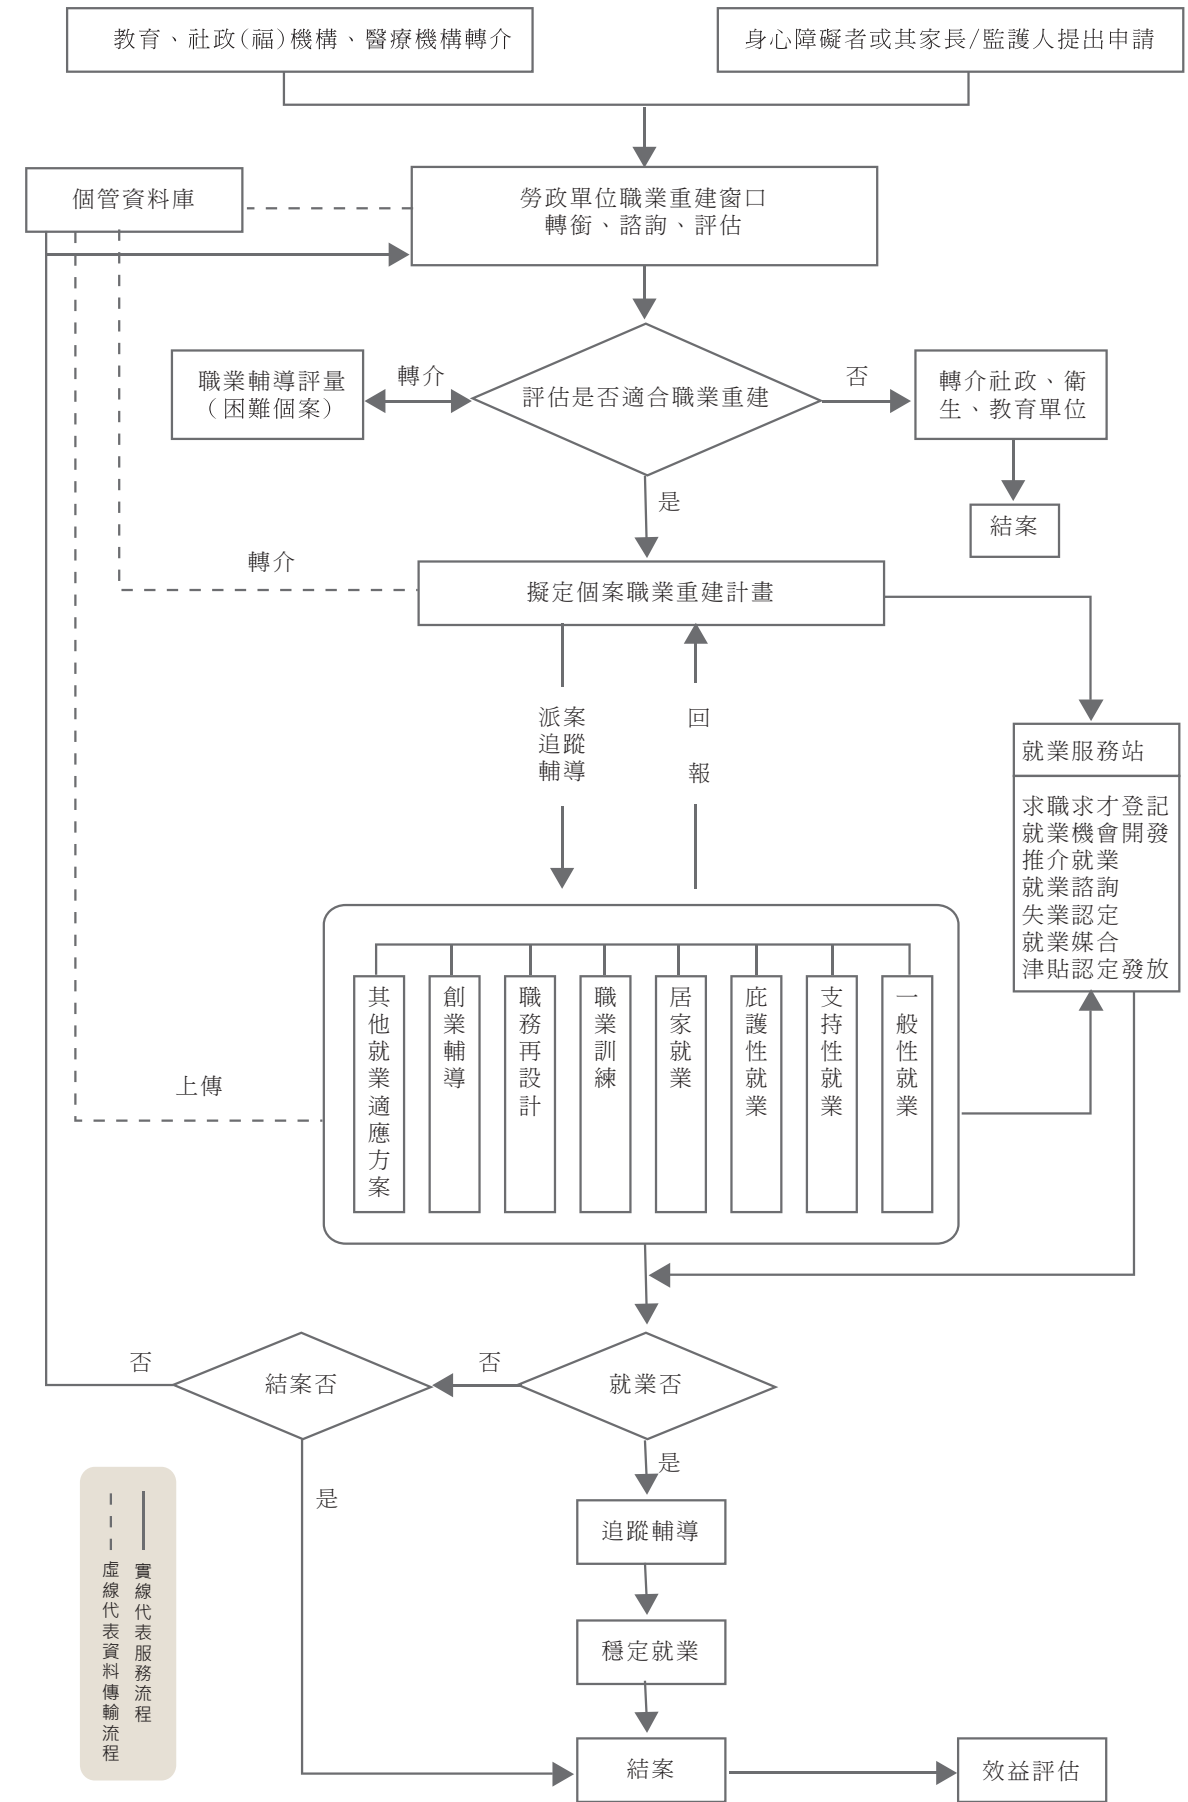 教育、社政(福)機構、醫療機構轉介
身心障礙者或其家長/監護人提出申請
個管資料庫
勞政單位職業重建窗口
轉銜、諮詢、評估
職業輔導評量
（困難個案）
轉介
評估是否適合職業重建
否
轉介社政、衛
生、教育單位
是
結案
轉介
擬定個案職業重建計畫
派案
追蹤
輔導
回
報
就業服務站
求職求才登記
就業機會開發
推介就業
就業諮詢
失業認定
就業媒合
津貼認定發放
上傳
其他就業適應方案
創業輔導
職務再設計
職業訓練
居家就業
庇護性就業
支持性就業
一般性就業
否
結案否
否
就業否
是
是
追蹤輔導
穩定就業
結案
效益評估
實線代表服務流程
虛線代表資料傳輸流程